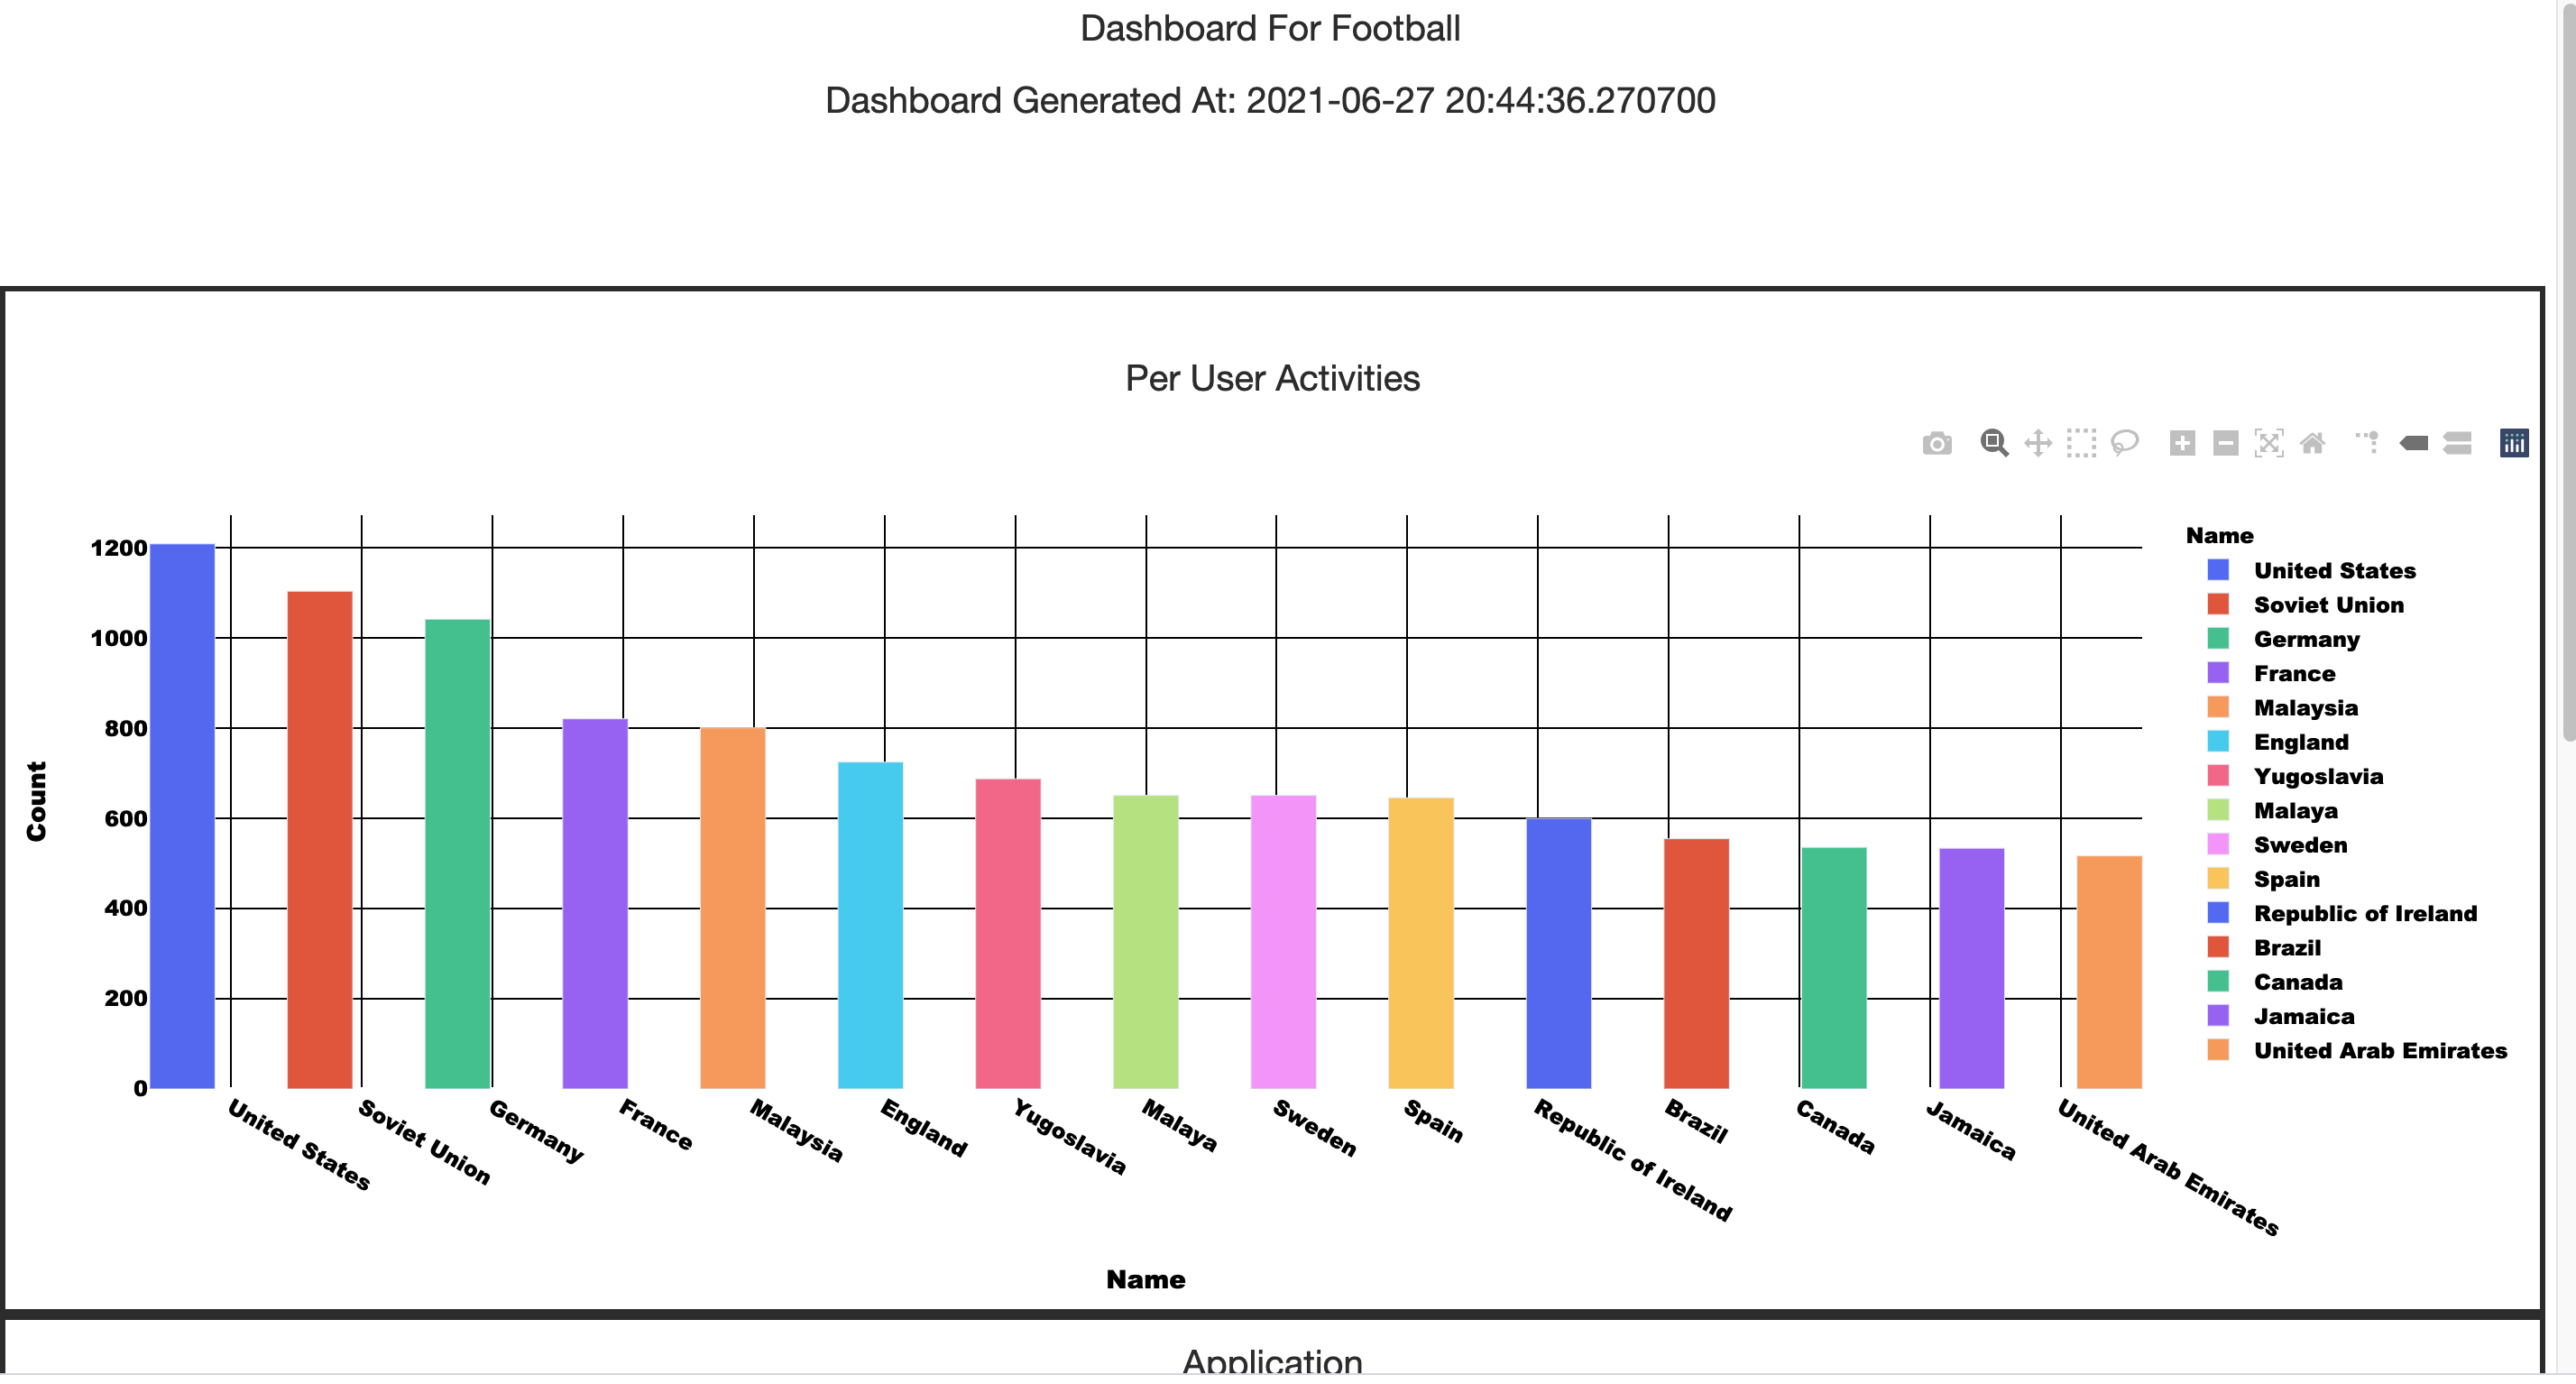 Dashboard For Football
Dashboard Generated At: 2021-06-27 20:44:36.270700
Per User Activities
1200
1000
800
600
400
200
0
Count
United States
Soviet Union
Germany
France
Malaysia
England
Yugoslavia
Malaya
Sweden
Spain
Republic of Ireland
Brazil
Canada
Jamaica
United Arab Emirates
Name
Name
United States
Soviet Union
Germany
France
Malaysia
England
Yugoslavia
Malaya
Sweden
Spain
Republic of Ireland
Brazil
Canada
Jamaica
United Arab Emirates
Application